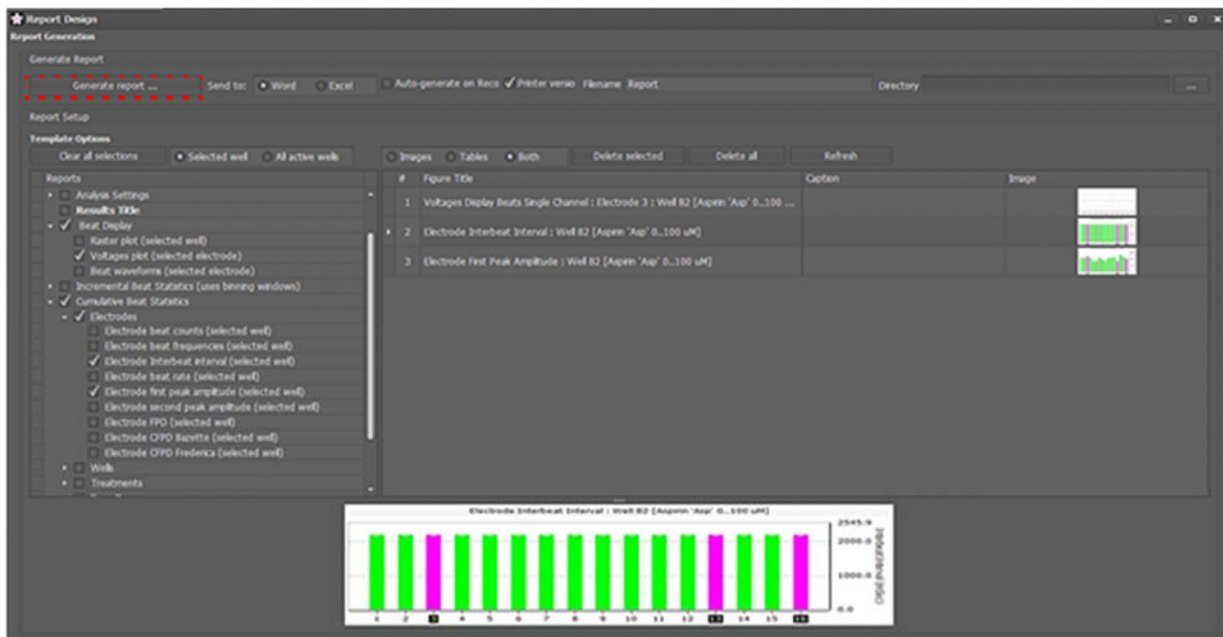 Report Design
Report Generation
Generate Report
Generate report ... Send to: Word Excel Auto-generate on Reco Printer versio Filename Report Directory ...
Report Setup
Template Options
Clear all selections Selected well All active wells Images Tables Both Delete selected Delete all Refresh
Reports # Figure Title Caption Image
Analysis Settings
Results Title
Beat Display
Raster plot (selected well)
Voltages plot (selected electrode)
Beat waveforms (selected electrode)
Incremental Beat Statistics (uses binning windows)
Cumulative Beat Statistics
Electrodes
Electrode beat counts (selected well)
Electrode beat frequencies (selected well)
Electrode Interbeat interval (selected well)
Electrode beat rate (selected well)
Electrode first peak amplitude (selected well)
Electrode second peak amplitude (selected well)
Electrode FPD (selected well)
Electrode CFPD Bazette (selected well)
Electrode CFPD Frederica (selected well)
Wells
Treatments
1 Voltages Display Beats Single Channel : Electrode 3 : Well B2 [Aspirin 'Asp' 0..100 ...
2 Electrode Interbeat Interval : Well B2 [Aspirin 'Asp' 0..100 uM]
3 Electrode First Peak Amplitude : Well B2 [Aspirin 'Asp' 0..100 uM]
Electrode Interbeat Interval : Well B2 [Aspirin 'Asp' 0..100 uM]
2545.9
2000.0
1000.0
0.0
1 2 3 4 5 6 7 8 9 10 11 12 13 14 15 16